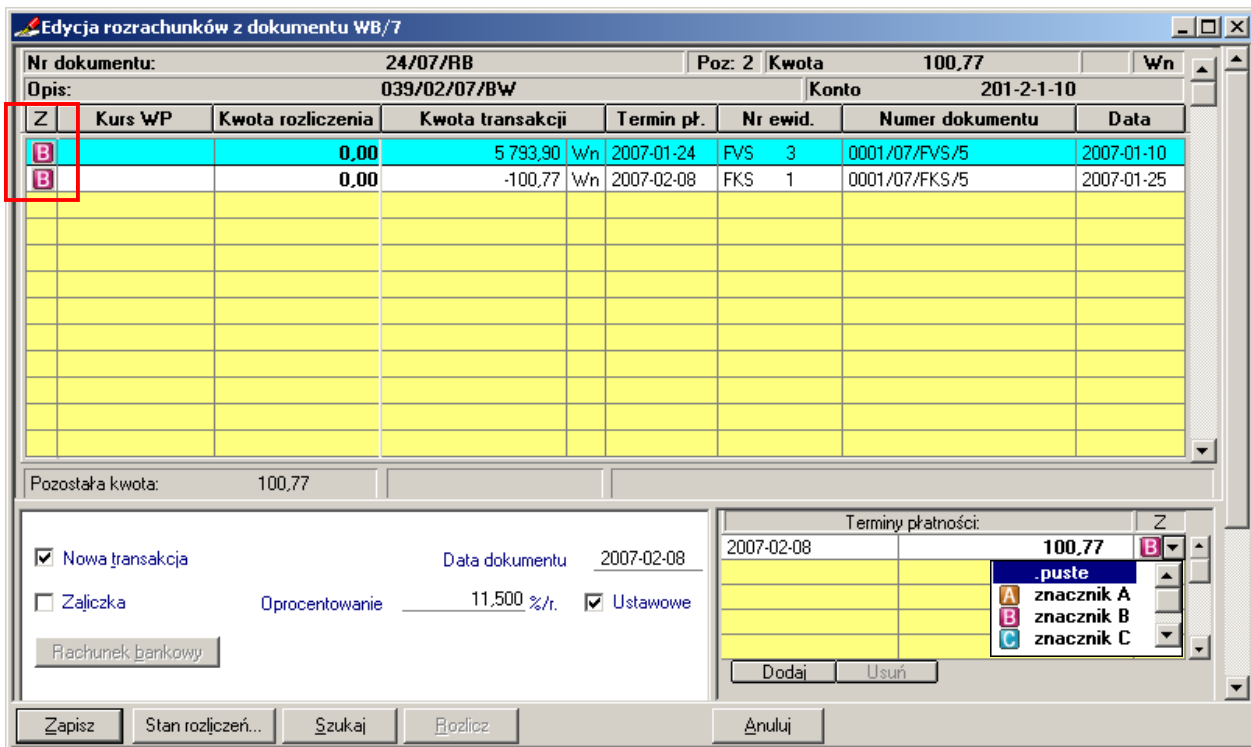 Edycja rozrachunków z dokumentu WB/7
Nr dokumentu: 24/07/RB Poz: 2 Kwota 100,77 Wn
Opis: 039/02/07/BW Konto 201-2-1-10
Z Kurs WP Kwota rozliczenia Kwota transakcji Termin pł. Nr ewid. Numer dokumentu Data
B 0,00 5 793,90 Wn 2007-01-24 FVS 3 0001/07/FVS/5 2007-01-10
B 0,00 -100,77 Wn 2007-02-08 FKS 1 0001/07/FKS/5 2007-01-25
Pozostała kwota: 100,77
Terminy płatności: Z
2007-02-08 100,77 B
Nowa transakcja Data dokumentu 2007-02-08
.puste
A znacznik A
Zaliczka Oprocentowanie 11,500 %/r. Ustawowe
B znacznik B
C znacznik C
Rachunek bankowy
Dodaj Usuń
Zapisz Stan rozliczeń... Szukaj Rozlicz Anuluj